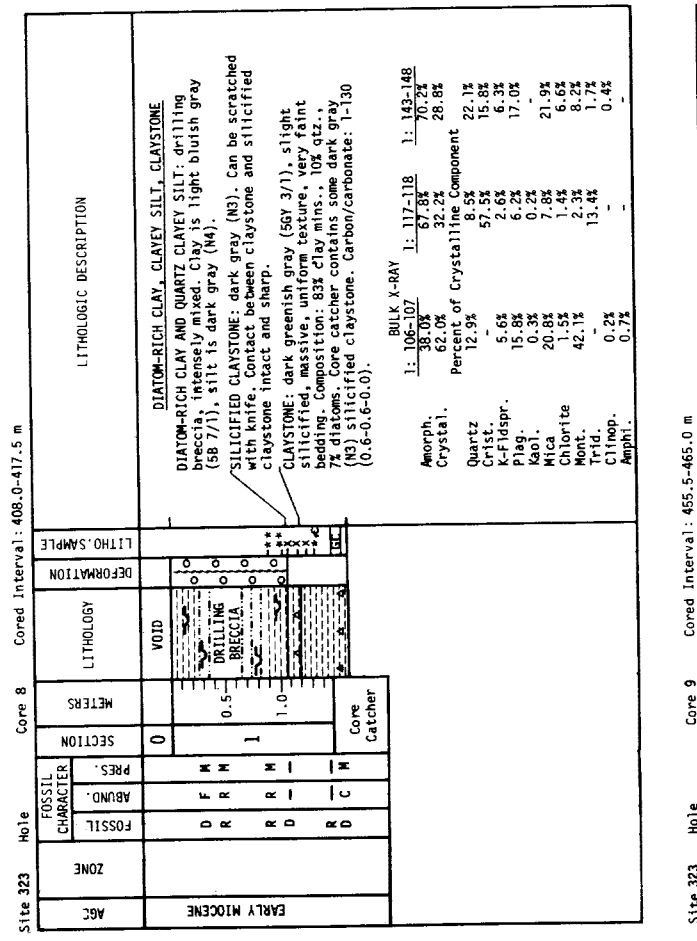 Site 323 Hole Core 8 Cored Interval: 408.0-417.5 m
AGE
ZONE
FOSSIL CHARACTER
FOSSIL
ABUND.
PRES.
SECTION
METERS
LITHOLOGY
DEFORMATION
LITHO.SAMPLE
LITHOLOGIC DESCRIPTION
EARLY MIOCENE
D F M
R R M
R R M
D - -
R - -
D C M
0
1
0.5
1.0
Core
Catcher
VOID
DRILLING
BRECCIA
GC
DIATOM-RICH CLAY, CLAYEY SILT, CLAYSTONE
DIATOM-RICH CLAY AND QUARTZ CLAYEY SILT: drilling
breccia, intensely mixed. Clay is light bluish gray
(5B 7/1), silt is dark gray (N4).
SILICIFIED CLAYSTONE: dark gray (N3). Can be scratched
with knife. Contact between claystone and silicified
claystone intact and sharp.
CLAYSTONE: dark greenish gray (5GY 3/1), slight
silicified, massive, uniform texture, very faint
bedding. Composition: 83% clay mins., 10% qtz.,
7% diatoms. Core catcher contains some dark gray
(N3) silicified claystone. Carbon/carbonate: 1-130
(0.6-0.6-0.0).
BULK X-RAY
1: 106-107 1: 117-118 1: 143-148
Amorph. 38.0% 67.8% 70.2%
Crystal. 62.0% 32.2% 28.8%
Percent of Crystalline Component
Quartz 12.9% 8.5% 22.1%
Crist. - 57.5% 15.8%
K-Fldspr. 5.6% 2.6% 6.3%
Plag. 15.8% 6.2% 17.0%
Kaol. 0.3% 0.2% -
Mica 20.8% 7.8% 21.9%
Chlorite 1.5% 1.4% 6.6%
Mont. 42.1% 2.3% 8.2%
Trid. - 13.4% 1.7%
Clinop. 0.2% - 0.4%
Amphi. 0.7% - -
Site 323 Hole Core 9 Cored Interval: 455.5-465.0 m